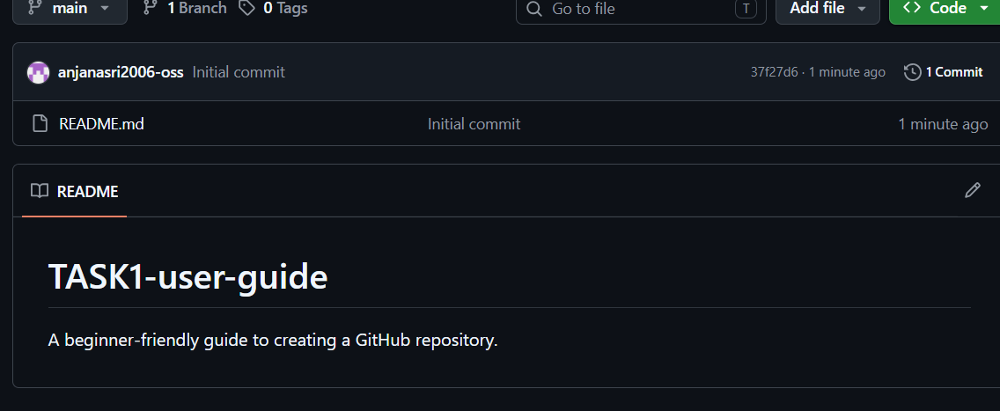 main 1 Branch 0 Tags Go to file T Add file Code
anjanasri2006-oss Initial commit 37f27d6 · 1 minute ago 1 Commit
README.md Initial commit 1 minute ago
README
TASK1-user-guide
A beginner-friendly guide to creating a GitHub repository.